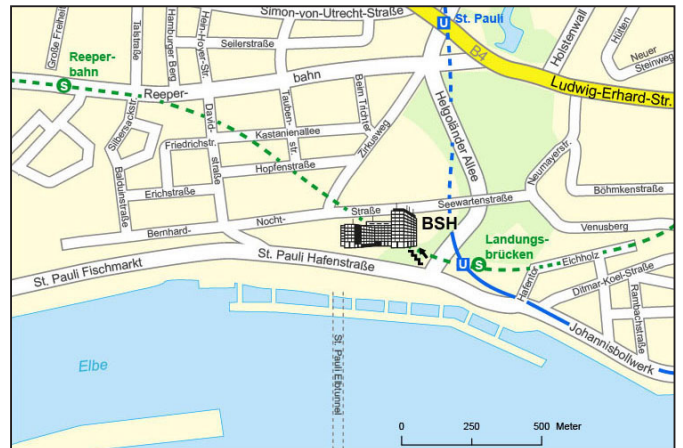 Simon-von-Utrecht-Straße
U
St. Pauli
B4
Holstenwall
Hütten
Neuer
Steinweg
Große Freiheit
Talstraße
Hamburger Berg
Hein-Hoyer-Str.
Seilerstraße
Reeper-
bahn
S
Reeper-
bahn
Ludwig-Erhard-Str.
Silbersackstr.
David-
straße
Tauben-
str.
Beim Trichter
Zirkusweg
Helgoländer Allee
Kastanienallee
Friedrichstr.
Hopfenstraße
Neumayerstr.
Balduinstraße
Erichstraße
Böhmkenstraße
Seewartenstraße
Bernhard-
Nocht-
Straße
BSH
Venusberg
Landungs-
brücken
U
S
Eichholz
St. Pauli Fischmarkt
St. Pauli Hafenstraße
Hafentor
Ditmar-Koel-Straße
Rambachstraße
Johannisbollwerk
St. Pauli Elbtunnel
Elbe
0 250 500 Meter